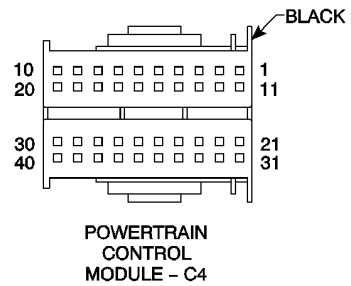 BLACK
10 1
20 11
30 21
40 31
POWERTRAIN
CONTROL
MODULE – C4